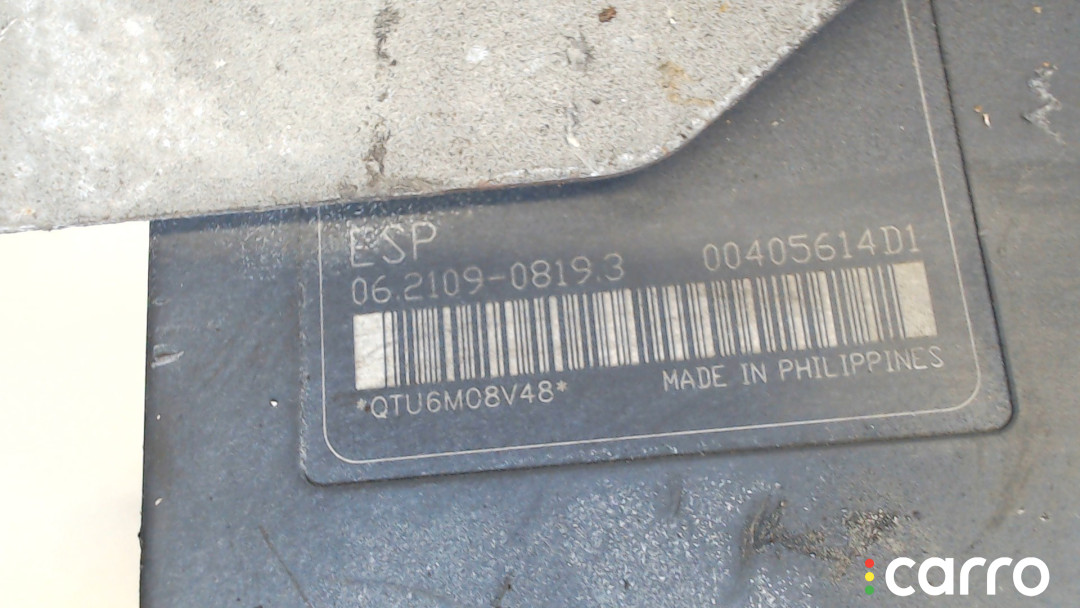 ESP
06.2109-0819.3 00405614D1
*QTU6M08V48* MADE IN PHILIPPINES
carro